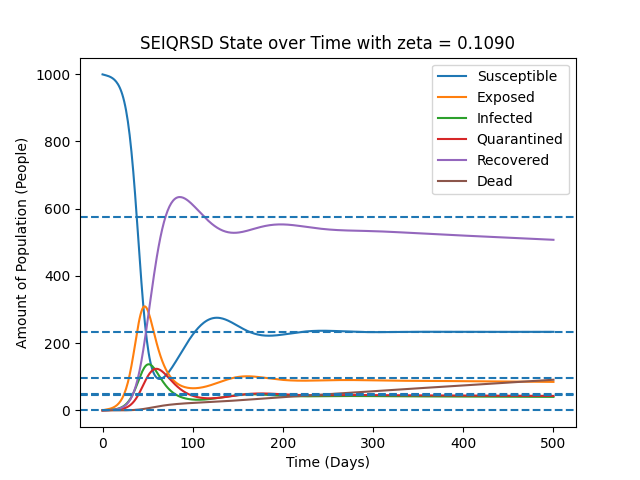 SEIQRSD State over Time with zeta = 0.1090
Amount of Population (People)
1000
800
600
400
200
0
Susceptible
Exposed
Infected
Quarantined
Recovered
Dead
0 100 200 300 400 500
Time (Days)